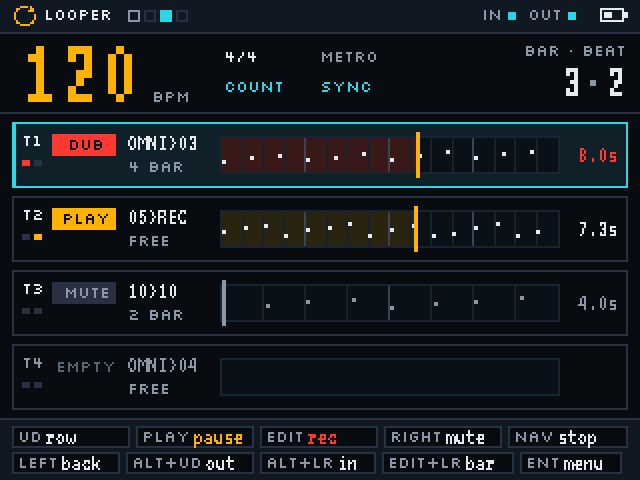 LOOPER IN OUT
120 BPM
4/4 METRO
COUNT SYNC
BAR · BEAT
3 · 2
T1 DUB OMNI>03 8.0s
4 BAR
T2 PLAY 05>REC 7.3s
FREE
T3 MUTE 10>10 4.0s
2 BAR
T4 EMPTY OMNI>04
FREE
UD row PLAY pause EDIT rec RIGHT mute NAV stop
LEFT back ALT+UD out ALT+LR in EDIT+LR bar ENT menu